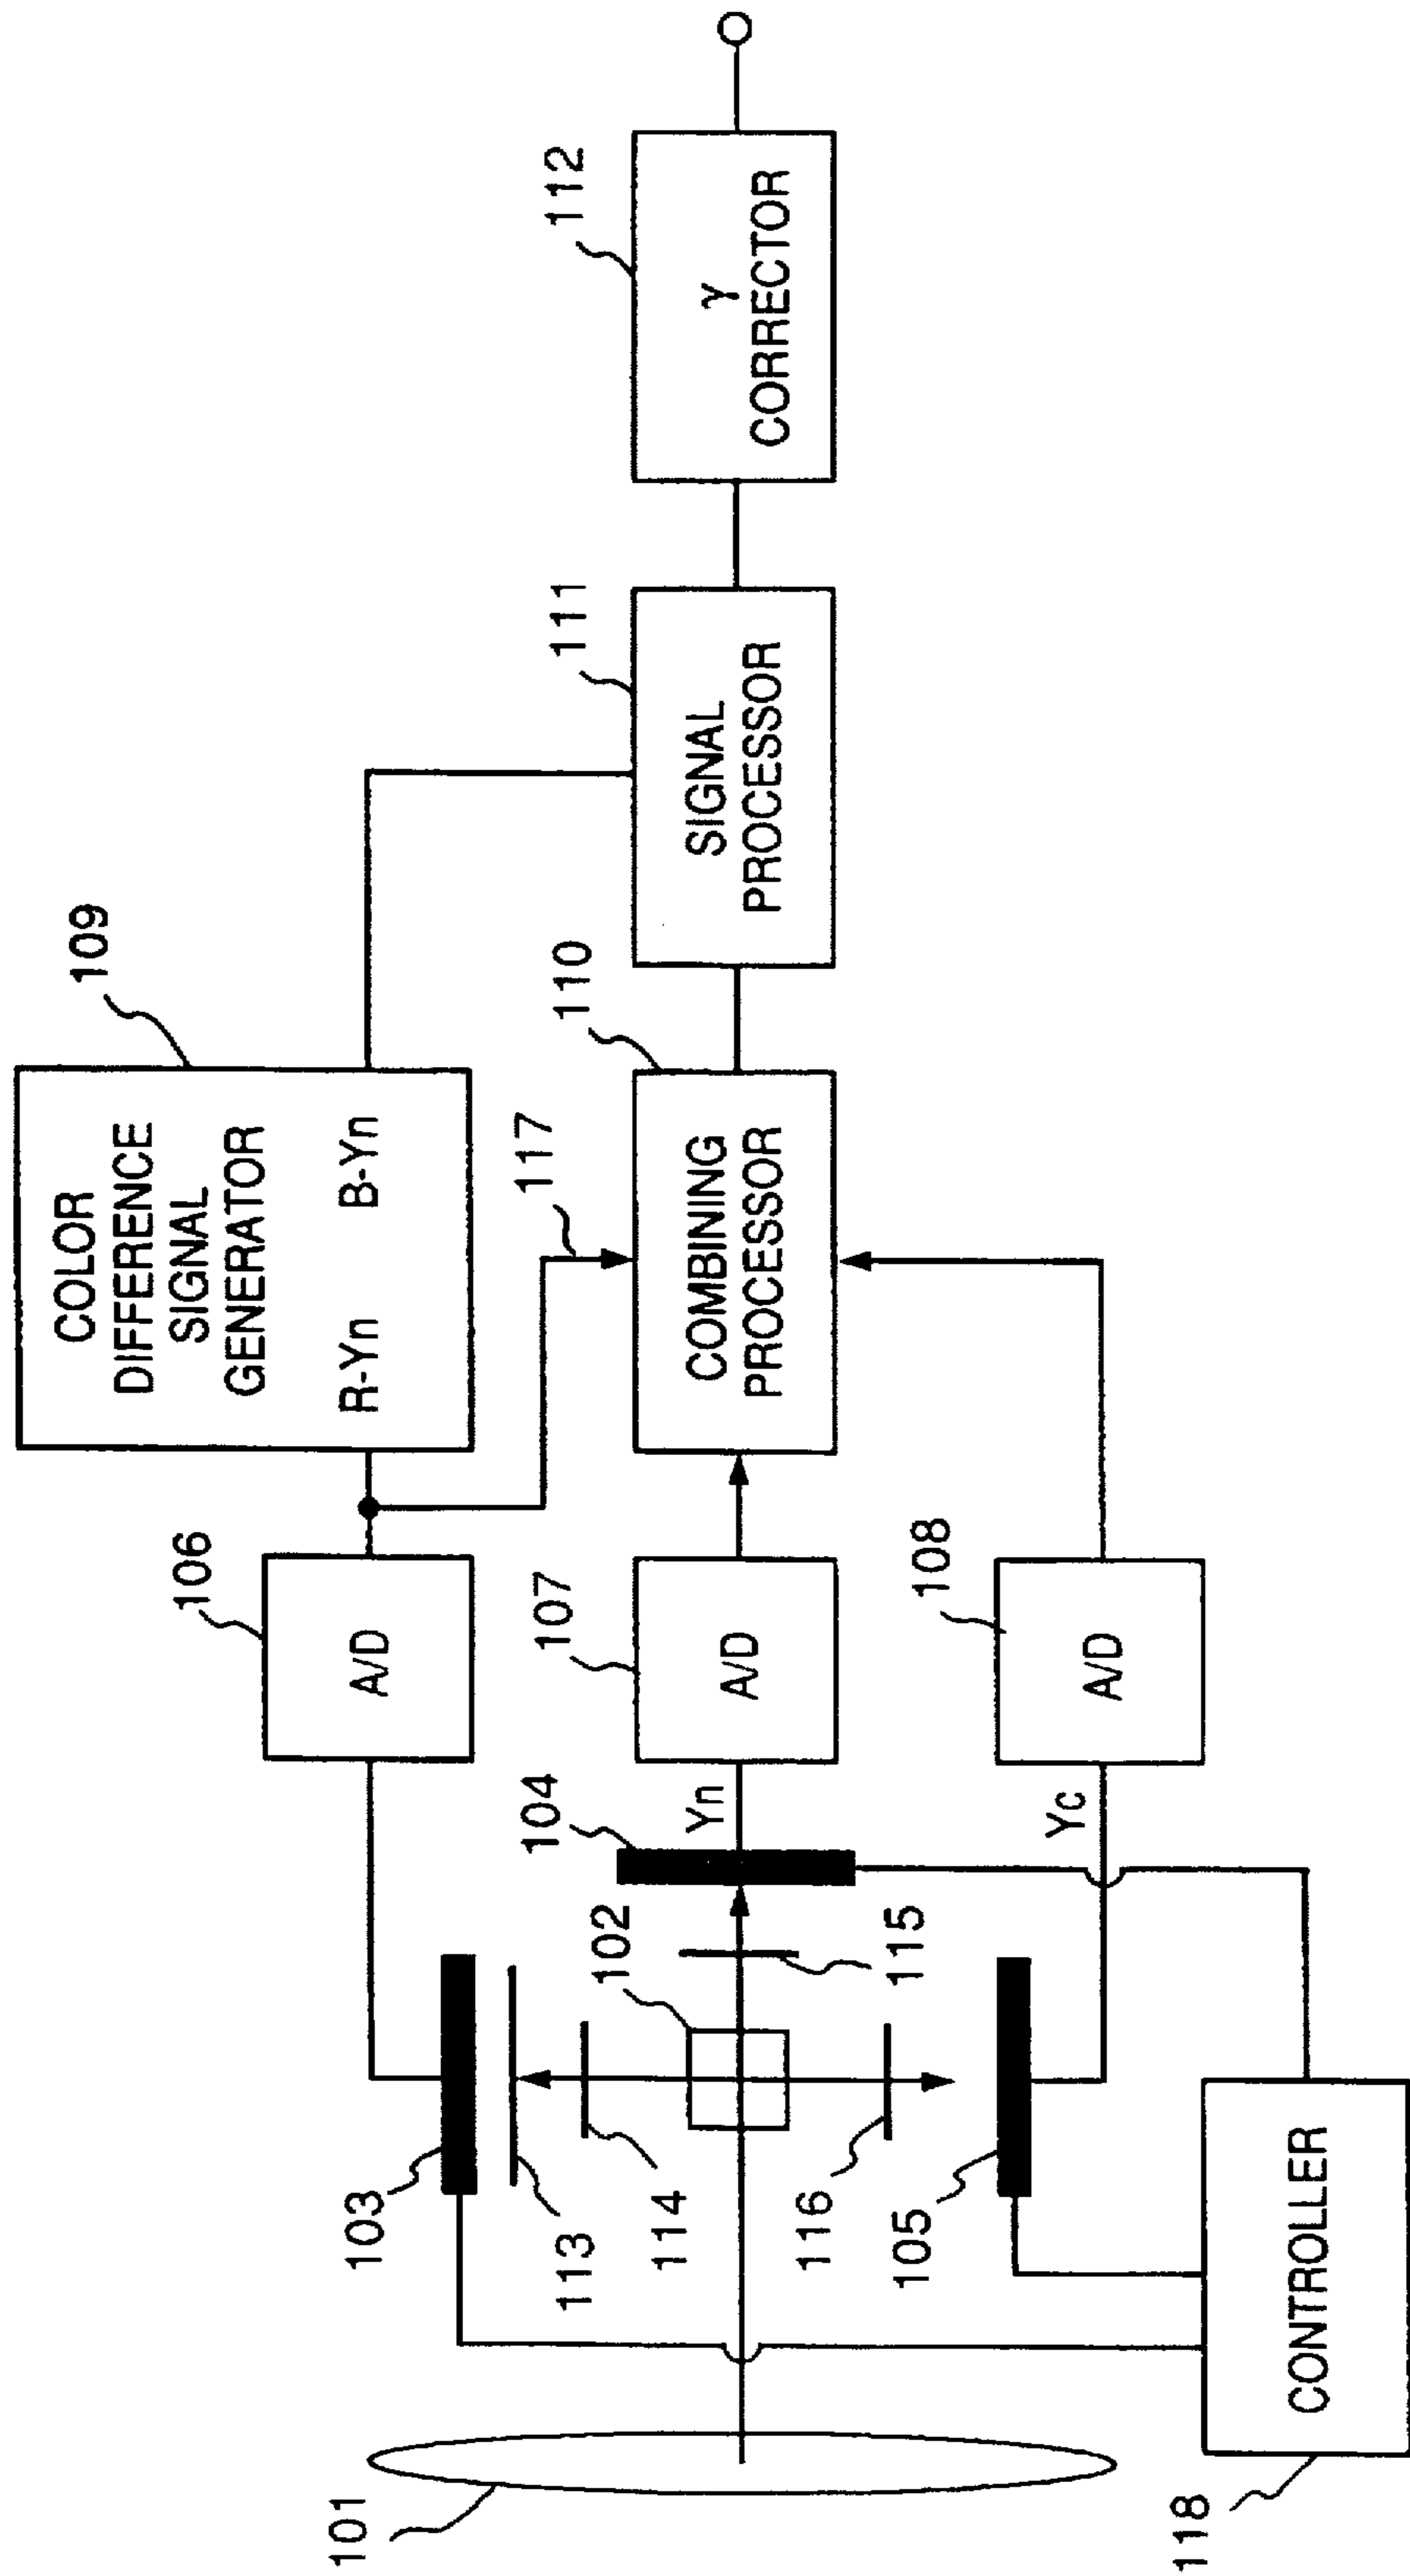 101
103
113
114
102
104
115
116
105
118
CONTROLLER
Yn
Yc
106
A/D
107
A/D
108
A/D
109
COLOR
DIFFERENCE
SIGNAL
GENERATOR
R-Yn B-Yn
117
110
COMBINING
PROCESSOR
111
SIGNAL
PROCESSOR
112
γ
CORRECTOR